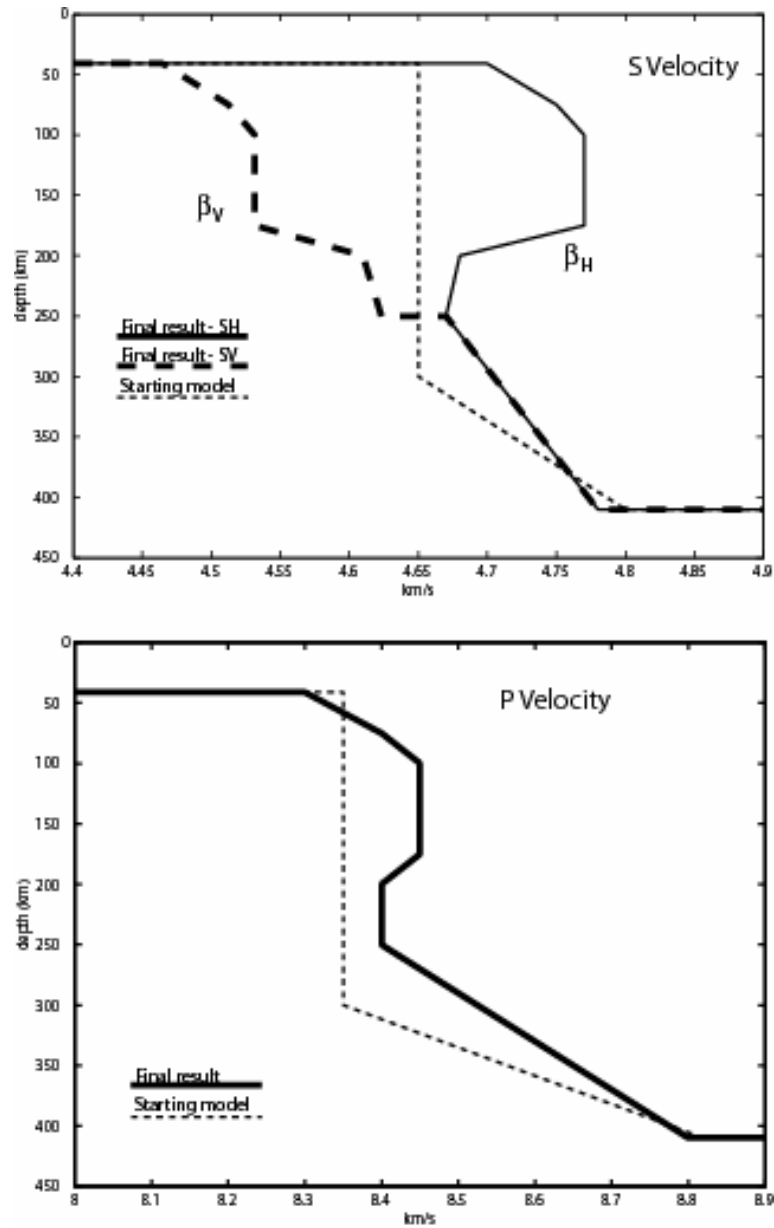 0
50
100
150
200
250
300
350
400
450
depth (km)
S Velocity
βV
βH
Final result - SH
Final result - SV
Starting model
4.4 4.45 4.5 4.55 4.6 4.65 4.7 4.75 4.8 4.85 4.9
km/s
0
50
100
150
200
250
300
350
400
450
depth (km)
P Velocity
Final result
Starting model
8 8.1 8.2 8.3 8.4 8.5 8.6 8.7 8.8 8.9
km/s